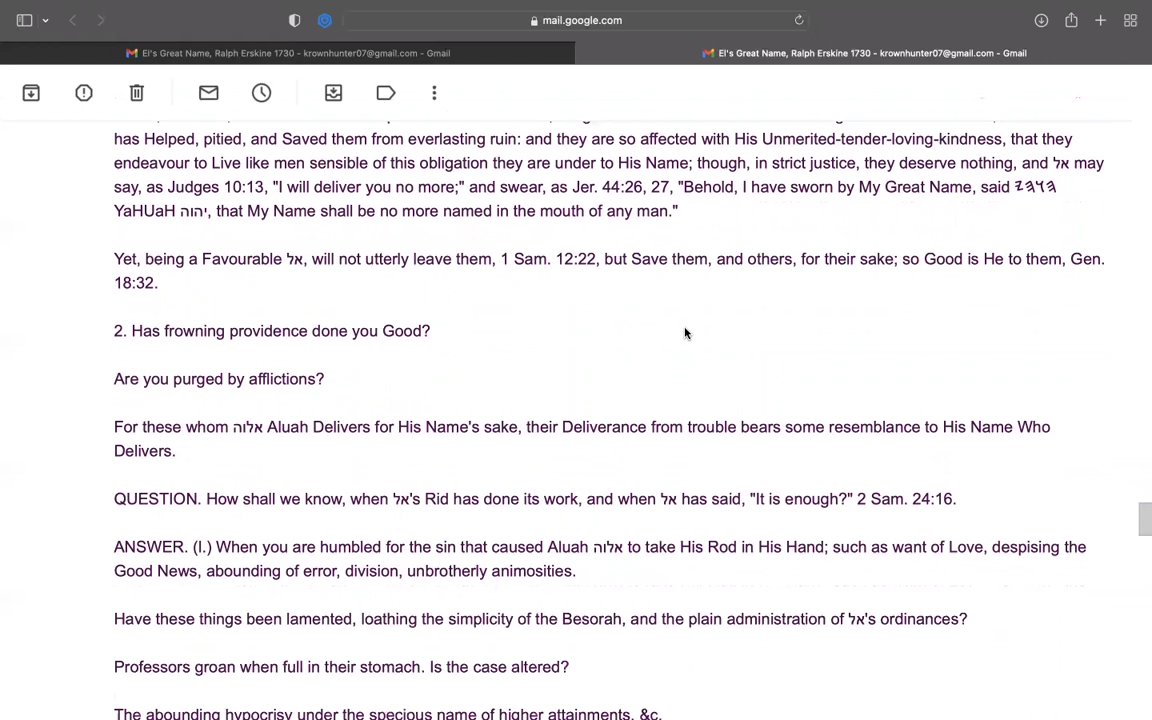 mail.google.com
El's Great Name, Ralph Erskine 1730 - krownhunter07@gmail.com - Gmail
El's Great Name, Ralph Erskine 1730 - krownhunter07@gmail.com - Gmail
has Helped, pitied, and Saved them from everlasting ruin: and they are so affected with His Unmerited-tender-loving-kindness, that they
endeavour to Live like men sensible of this obligation they are under to His Name; though, in strict justice, they deserve nothing, and אל may
say, as Judges 10:13, "I will deliver you no more;" and swear, as Jer. 44:26, 27, "Behold, I have sworn by My Great Name, said 𐤉𐤄𐤅𐤄
YaHUaH יהוה, that My Name shall be no more named in the mouth of any man."
Yet, being a Favourable אל, will not utterly leave them, 1 Sam. 12:22, but Save them, and others, for their sake; so Good is He to them, Gen.
18:32.
2. Has frowning providence done you Good?
Are you purged by afflictions?
For these whom אלוה Aluah Delivers for His Name's sake, their Deliverance from trouble bears some resemblance to His Name Who
Delivers.
QUESTION. How shall we know, when אל's Rid has done its work, and when אל has said, "It is enough?" 2 Sam. 24:16.
ANSWER. (I.) When you are humbled for the sin that caused Aluah אלוה to take His Rod in His Hand; such as want of Love, despising the
Good News, abounding of error, division, unbrotherly animosities.
Have these things been lamented, loathing the simplicity of the Besorah, and the plain administration of אל's ordinances?
Professors groan when full in their stomach. Is the case altered?
The abounding hypocrisy under the specious name of higher attainments, &c.